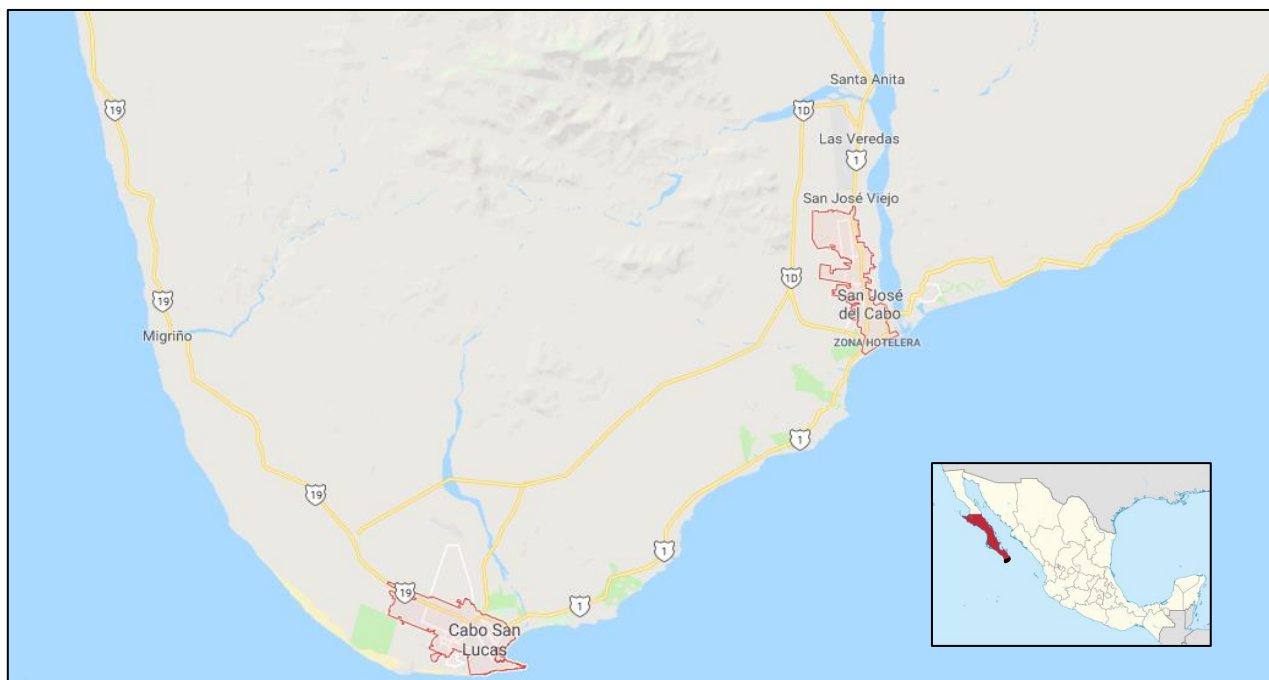 Santa Anita
19
1D
Las Veredas
1
San José Viejo
1D
San José
del Cabo
19
Migriño
ZONA HOTELERA
1
19
1
19
1
Cabo San
Lucas